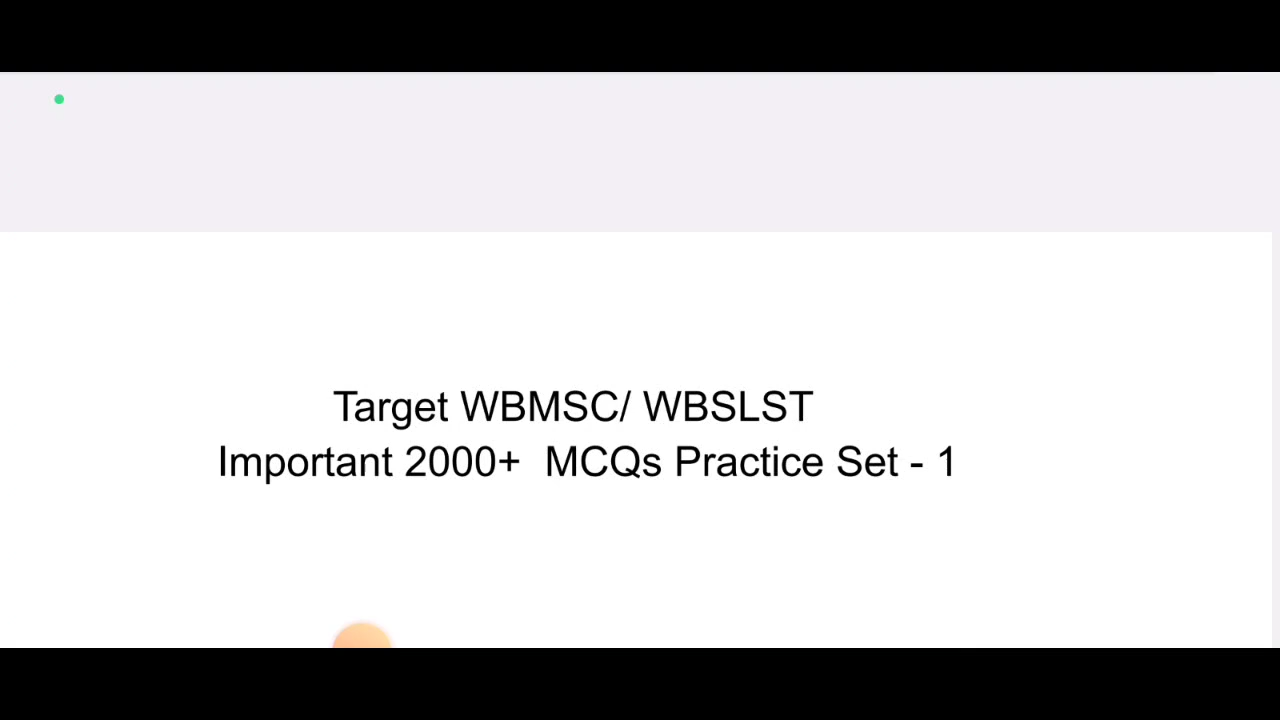 Target WBMSC/ WBSLST
Important 2000+  MCQs Practice Set - 1